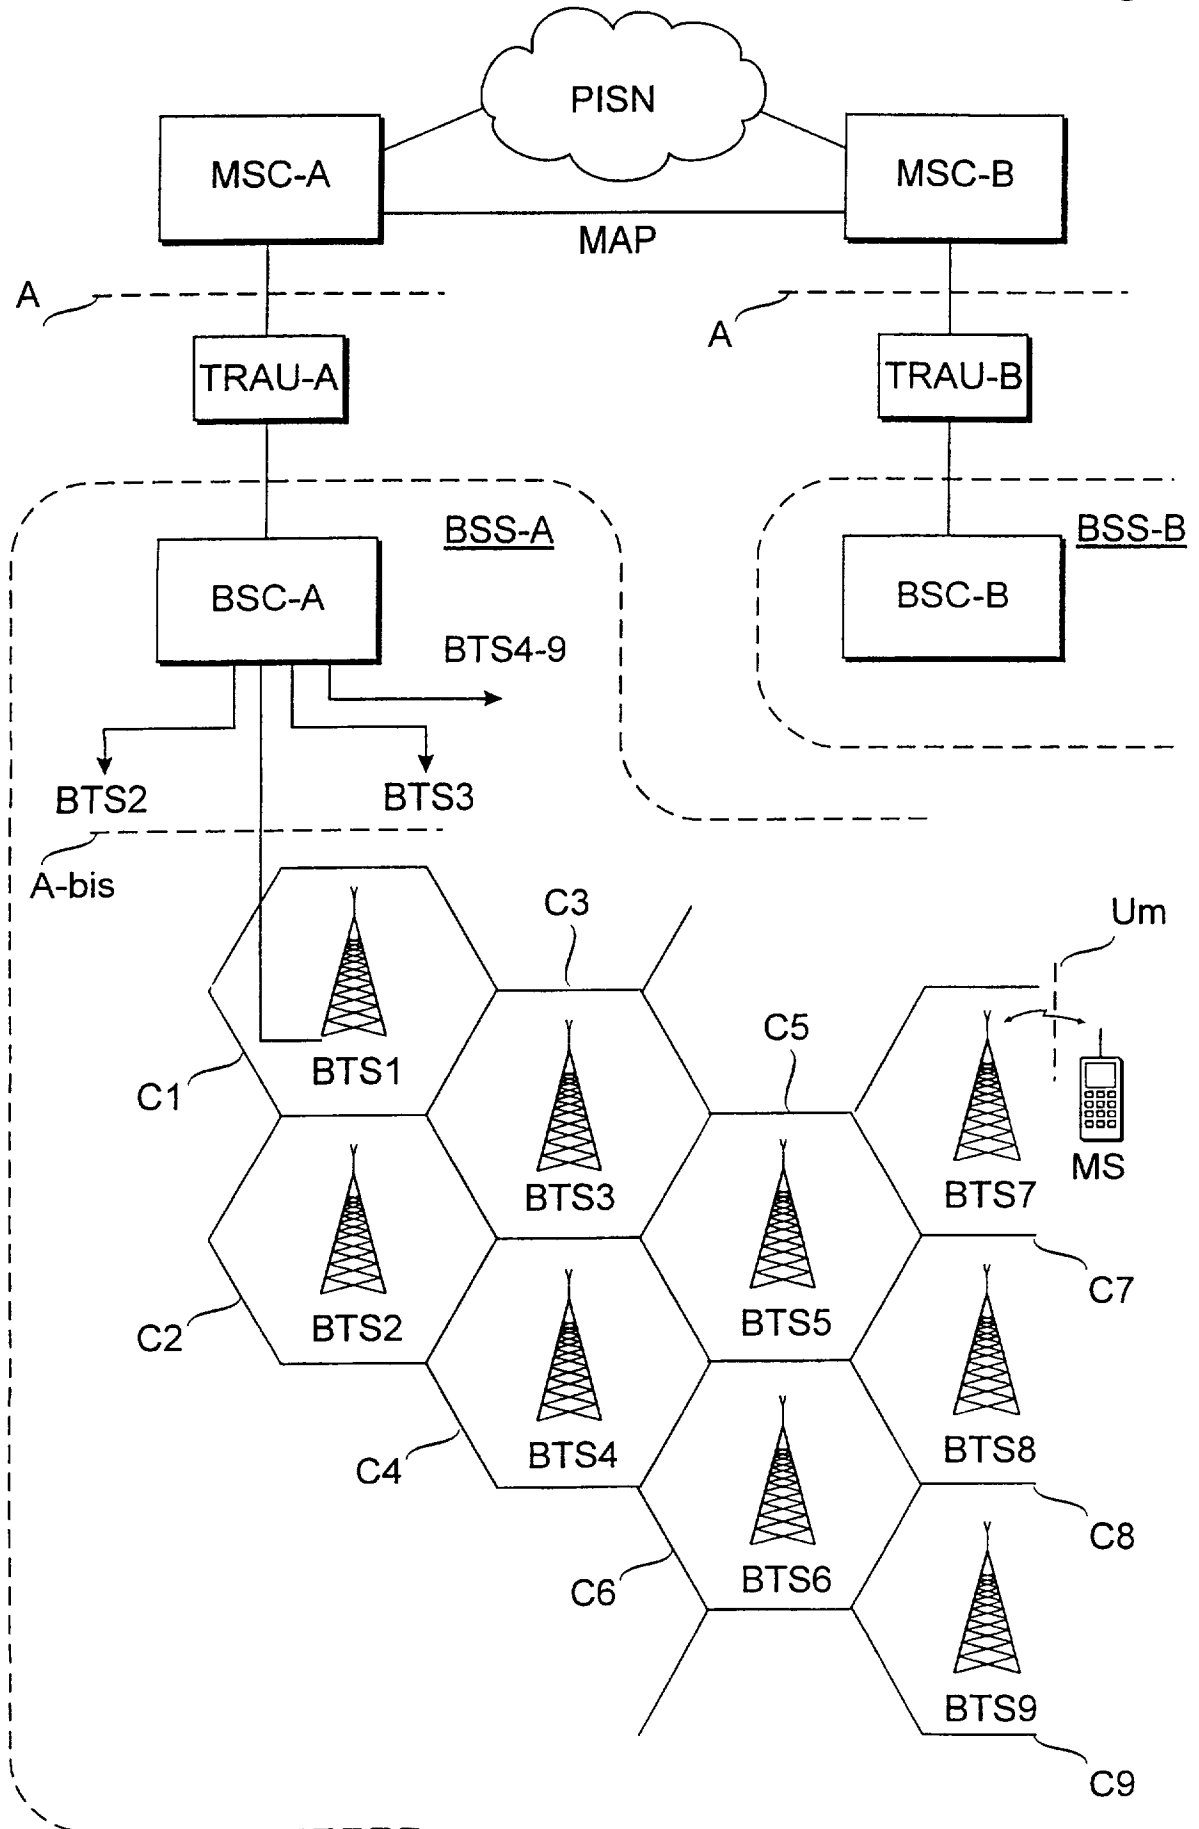 PISN
MSC-A
MSC-B
MAP
A
A
TRAU-A
TRAU-B
BSS-A
BSS-B
BSC-A
BSC-B
BTS4-9
BTS2
BTS3
A-bis
C3
Um
C5
BTS1
C1
MS
BTS3
BTS7
C7
BTS2
BTS5
C2
BTS4
BTS8
C4
C8
BTS6
C6
BTS9
C9